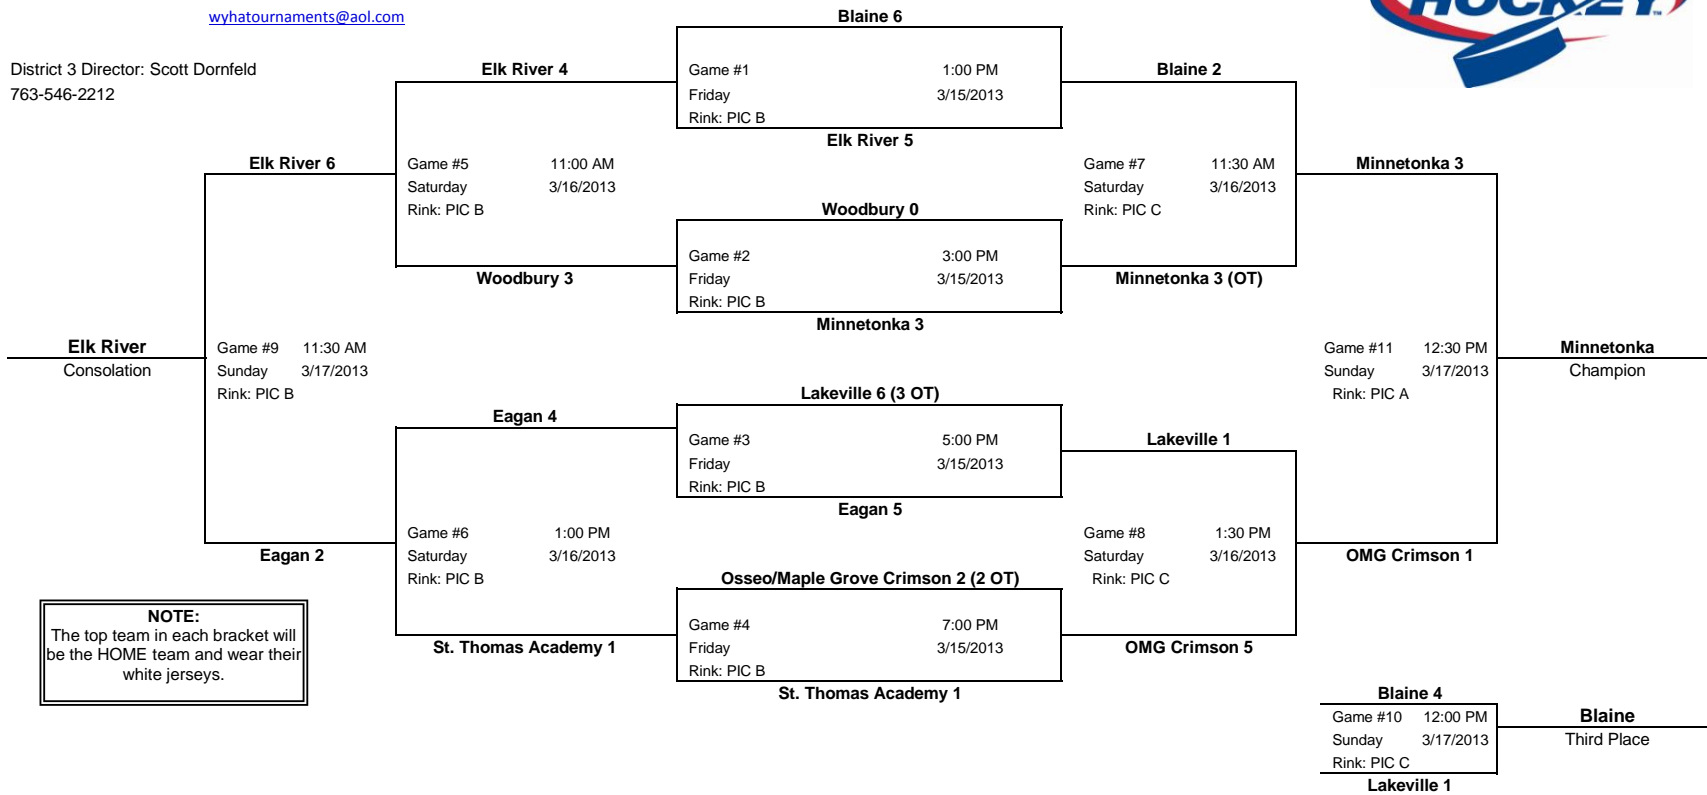 wyhatournaments@aol.com
HOCKEY™
District 3 Director: Scott Dornfeld
763-546-2212
Blaine 6
Game #1 1:00 PM
Friday 3/15/2013
Rink: PIC B
Elk River 5
Elk River 4
Game #5 11:00 AM
Saturday 3/16/2013
Rink: PIC B
Woodbury 3
Blaine 2
Game #7 11:30 AM
Saturday 3/16/2013
Rink: PIC C
Minnetonka 3 (OT)
Woodbury 0
Game #2 3:00 PM
Friday 3/15/2013
Rink: PIC B
Minnetonka 3
Elk River 6
Game #9 11:30 AM
Sunday 3/17/2013
Rink: PIC B
Eagan 2
Elk River
Consolation
Minnetonka 3
Game #11 12:30 PM
Sunday 3/17/2013
Rink: PIC A
OMG Crimson 1
Minnetonka
Champion
Lakeville 6 (3 OT)
Game #3 5:00 PM
Friday 3/15/2013
Rink: PIC B
Eagan 5
Eagan 4
Game #6 1:00 PM
Saturday 3/16/2013
Rink: PIC B
St. Thomas Academy 1
Lakeville 1
Game #8 1:30 PM
Saturday 3/16/2013
Rink: PIC C
OMG Crimson 5
Osseo/Maple Grove Crimson 2 (2 OT)
Game #4 7:00 PM
Friday 3/15/2013
Rink: PIC B
St. Thomas Academy 1
NOTE:
The top team in each bracket will
be the HOME team and wear their
white jerseys.
Blaine 4
Game #10 12:00 PM
Sunday 3/17/2013
Rink: PIC C
Lakeville 1
Blaine
Third Place